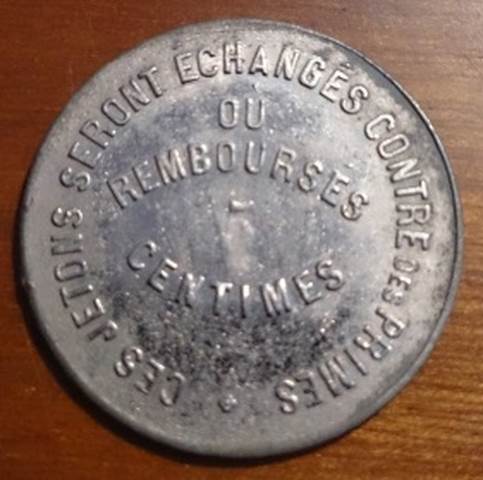 CES JETONS SERONT ECHANGÉS CONTRE DES PRIMES
OU
REMBOURSES
CENTIMES